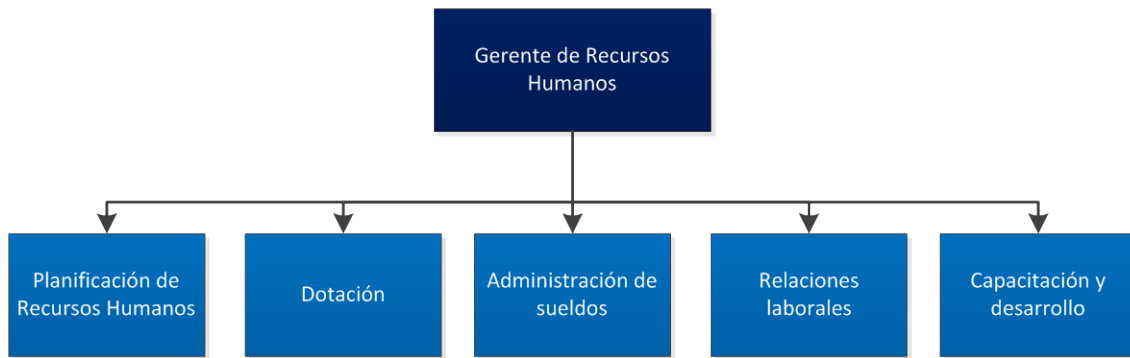 Gerente de Recursos
Humanos
Planificación de
Recursos Humanos
Dotación
Administración de
sueldos
Relaciones
laborales
Capacitación y
desarrollo